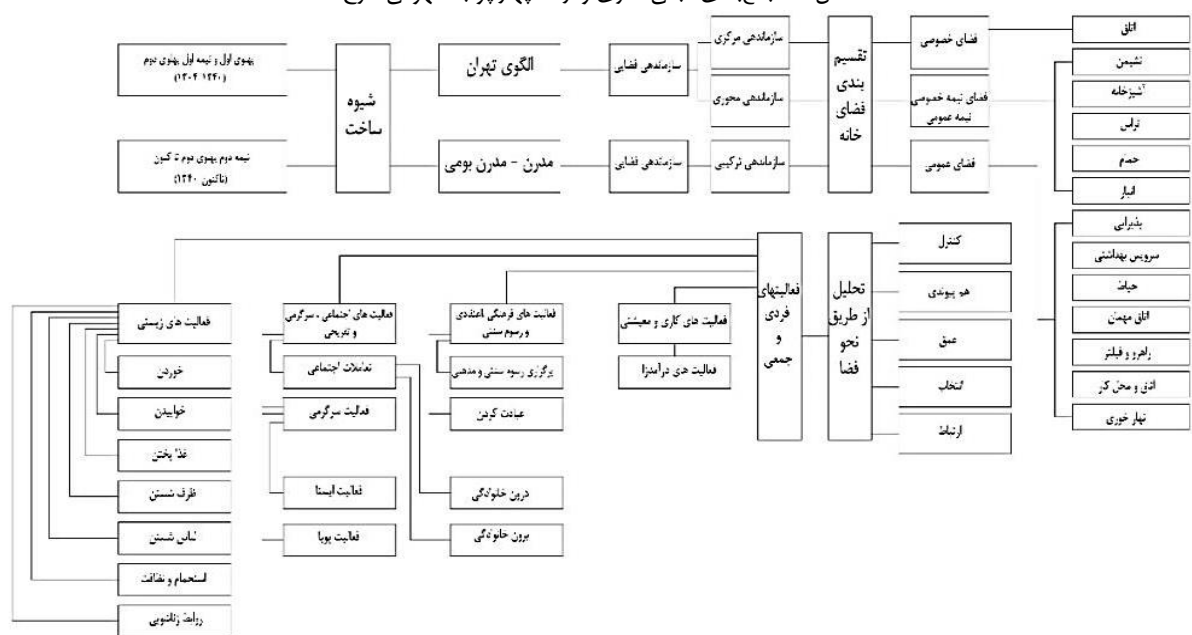 اتاق
فضای خصوصی
تقسیم
بندی
فضای
خانه
سازماندهی مرکزی
سازماندهی فضایی
الگوی تهران
شیوه
ساخت
پهلوی اول و نیمه اول پهلوی دوم
نشیمن
آشپزخانه
فضای نیمه خصوصی
نیمه عمومی
سازماندهی محوری
تراس
حمام
فضای عمومی
سازماندهی ترکیبی
سازماندهی فضایی
مدرن - مدرن بومی
نیمه دوم پهلوی دوم تا کنون
(تاکنون ۱۳۴۰)
انبار
پذیرایی
سرویس بهداشتی
حیاط
اتاق مهمان
راهرو و فیلتر
اتاق و محل کار
نهار خوری
کنترل
هم پیوندی
عمق
انتخاب
ارتباط
تحلیل
از طریق
نحو
فضا
فعالیتهای
فردی
و
جمعی
فعالیت های کاری و معیشتی
فعالیت های درآمدزا
فعالیت های فرهنگی اعتقادی
و رسوم سنتی
برگزاری رسوم سنتی و مذهبی
عبادت کردن
درون خانوادگی
برون خانوادگی
فعالیت های اجتماعی ، سرگرمی
و تفریحی
تعاملات اجتماعی
فعالیت سرگرمی
فعالیت ایستا
فعالیت پویا
فعالیت های زیستی
خوردن
خوابیدن
غذا پختن
ظرف شستن
لباس شستن
استحمام و نظافت
روابط زناشویی